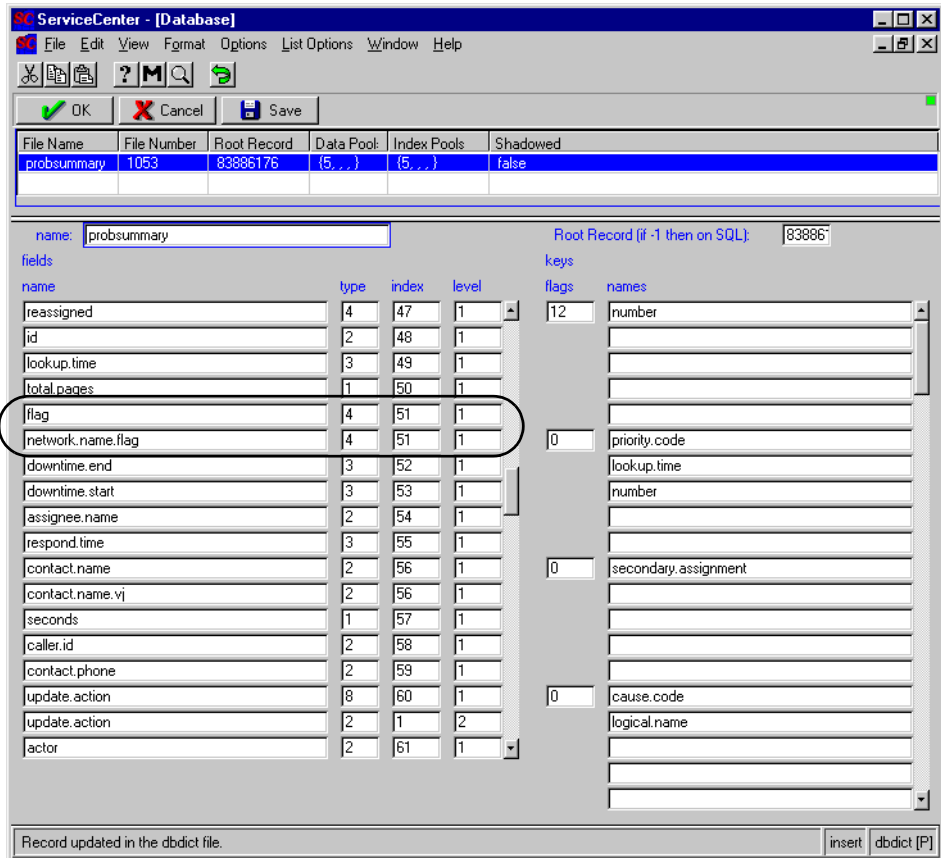 SC ServiceCenter - [Database]
SC File Edit View Format Options List Options Window Help
? M
OK Cancel Save
File Name File Number Root Record Data Pool: Index Pools Shadowed
probsummary 1053 83886176 {5, , , } {5, , , } false
name: probsummary Root Record (if -1 then on SQL): 83886
fields keys
name type index level flags names
reassigned 4 47 1 12 number
id 2 48 1
lookup.time 3 49 1
total.pages 1 50 1
flag 4 51 1
network.name.flag 4 51 1 0 priority.code
downtime.end 3 52 1 lookup.time
downtime.start 3 53 1 number
assignee.name 2 54 1
respond.time 3 55 1
contact.name 2 56 1 0 secondary.assignment
contact.name.vj 2 56 1
seconds 1 57 1
caller.id 2 58 1
contact.phone 2 59 1
update.action 8 60 1 0 cause.code
update.action 2 1 2 logical.name
actor 2 61 1
Record updated in the dbdict file. insert dbdict [P]